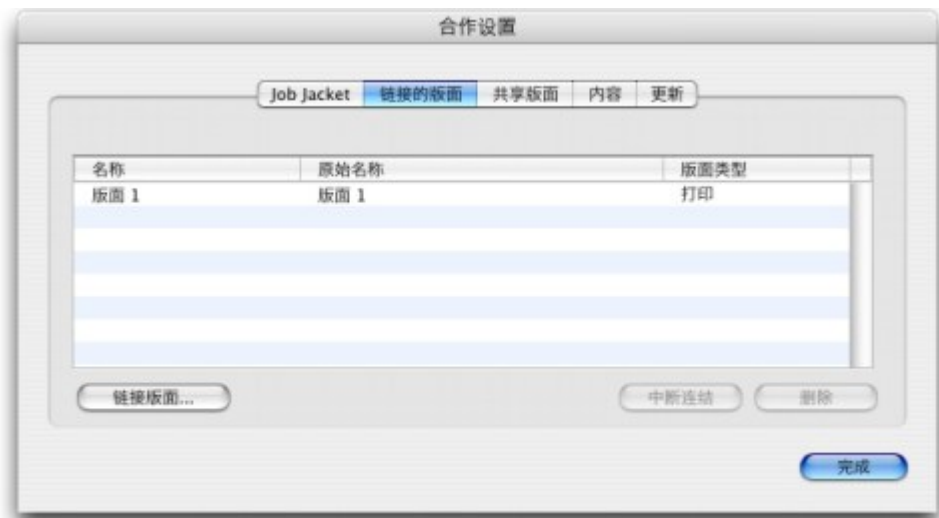 合作设置
Job Jacket 链接的版面 共享版面 内容 更新
名称 原始名称 版面类型
版面 1 版面 1 打印
链接版面... 中断连结 删除
完成